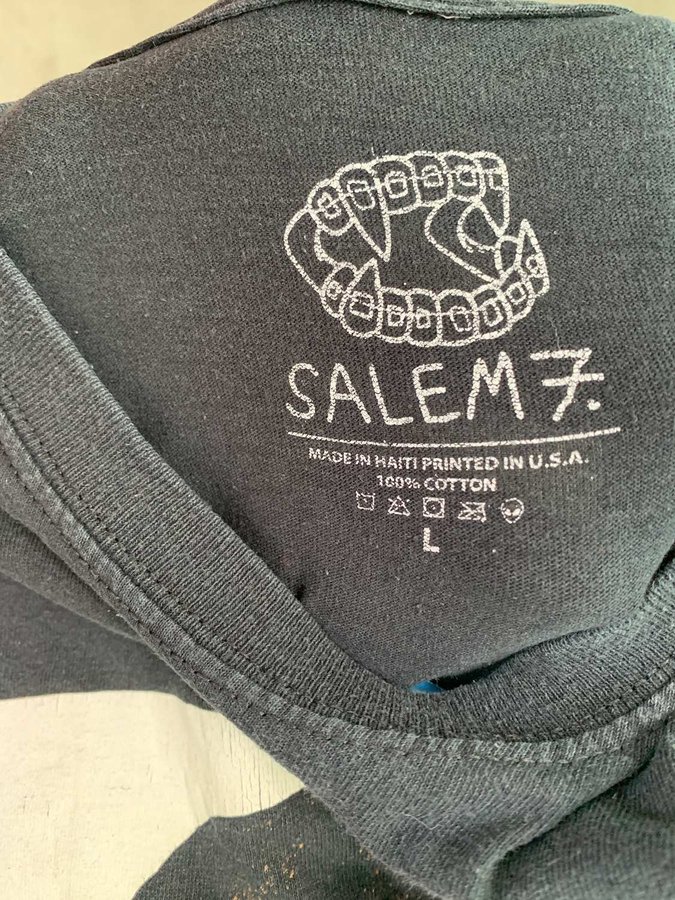 SALEM 7.
MADE IN HAITI PRINTED IN U.S.A.
100% COTTON
L